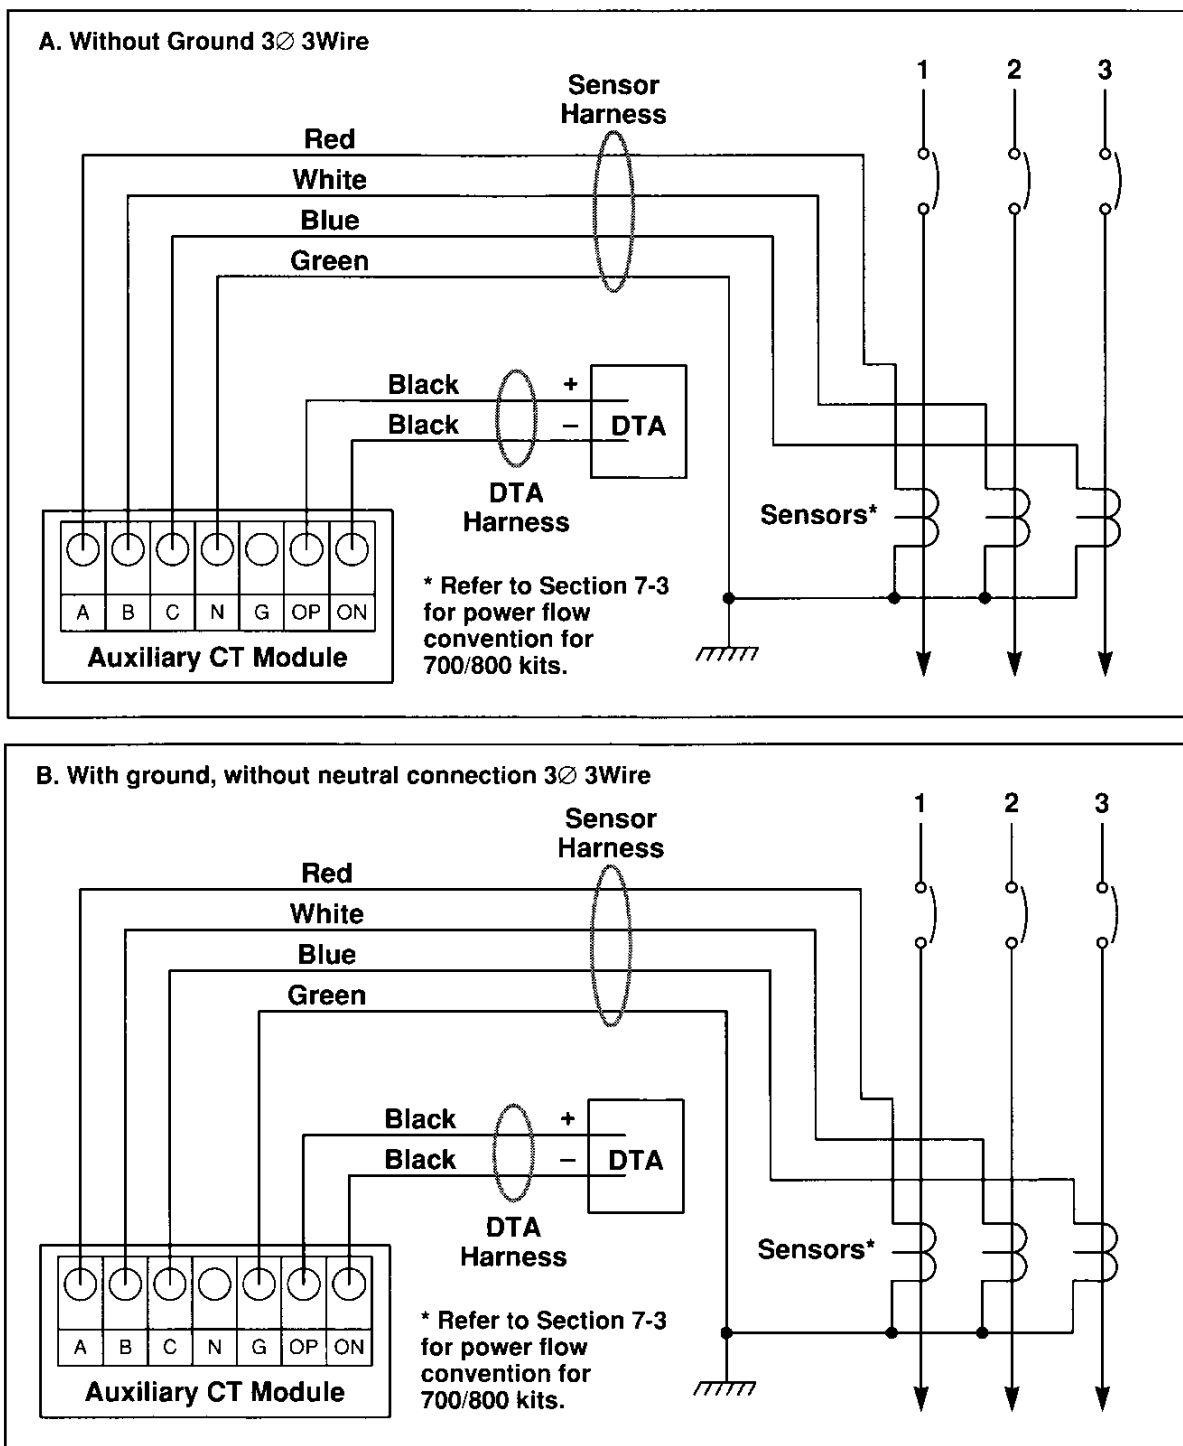 A. Without Ground 3∅ 3Wire
1 2 3
Sensor
Harness
Red
White
Blue
Green
Black +
Black – DTA
DTA
Harness
Sensors*
A B C N G OP ON
Auxiliary CT Module
* Refer to Section 7-3
for power flow
convention for
700/800 kits.
B. With ground, without neutral connection 3∅ 3Wire
1 2 3
Sensor
Harness
Red
White
Blue
Green
Black +
Black – DTA
DTA
Harness
Sensors*
A B C N G OP ON
Auxiliary CT Module
* Refer to Section 7-3
for power flow
convention for
700/800 kits.